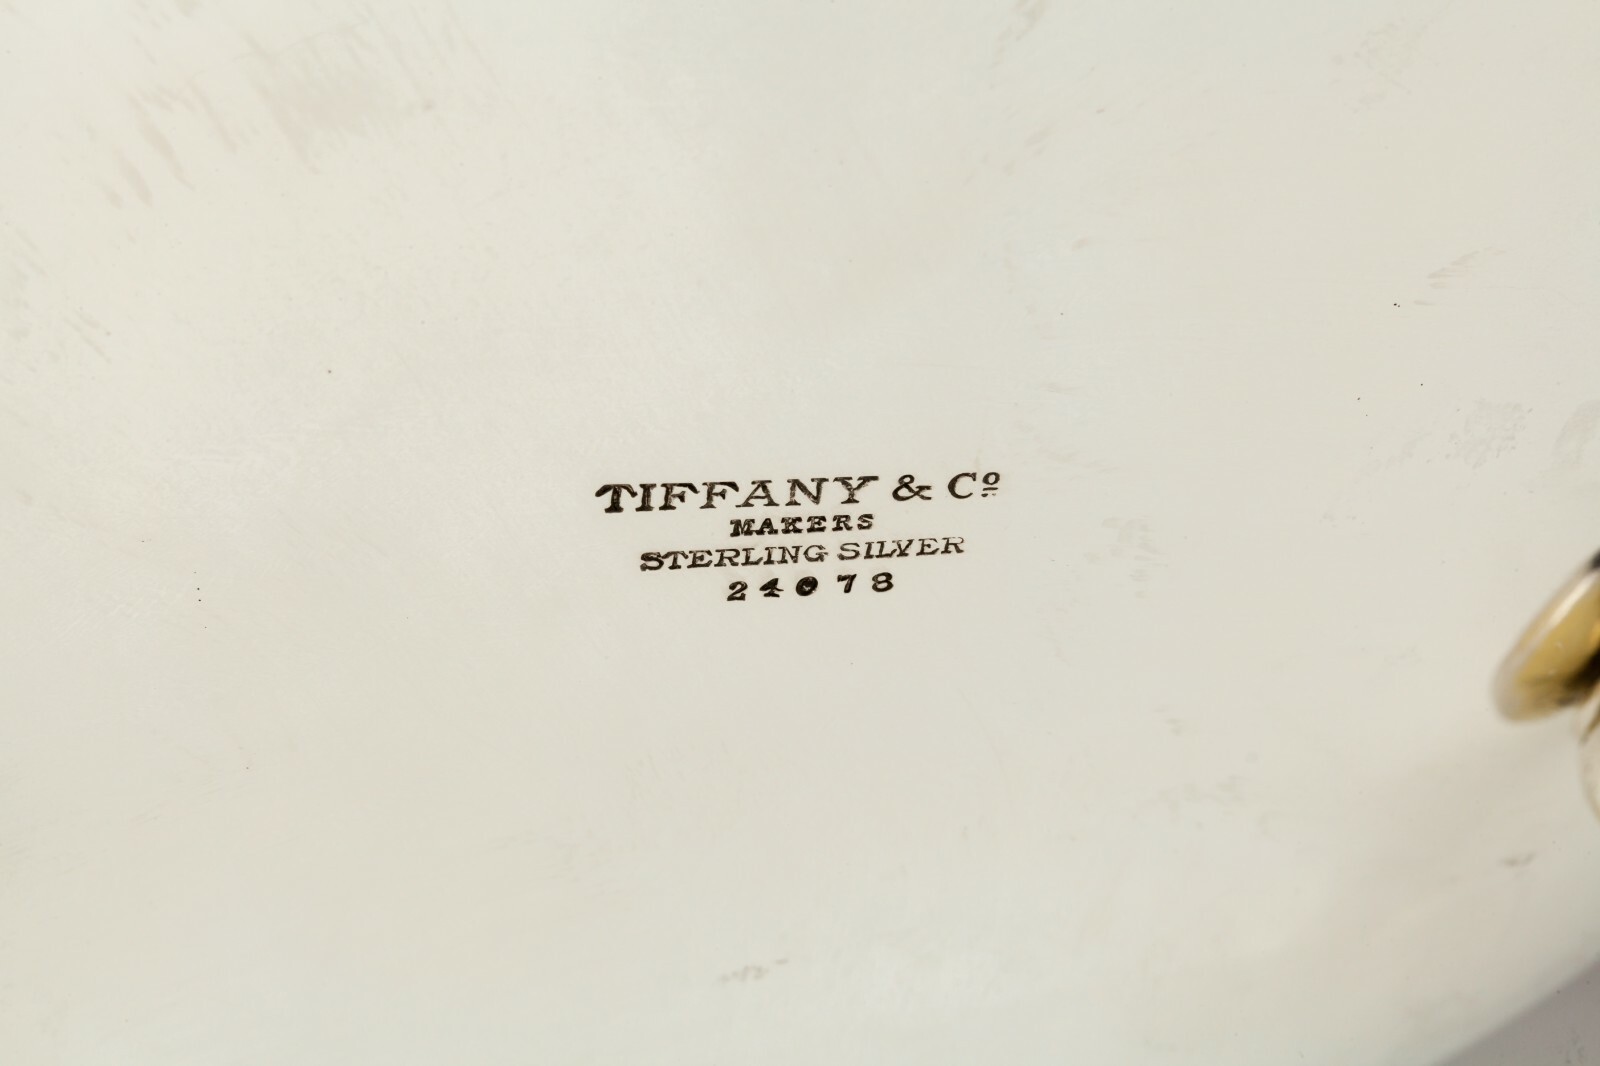 TIFFANY & Cº
MAKERS
STERLING SILVER
24078